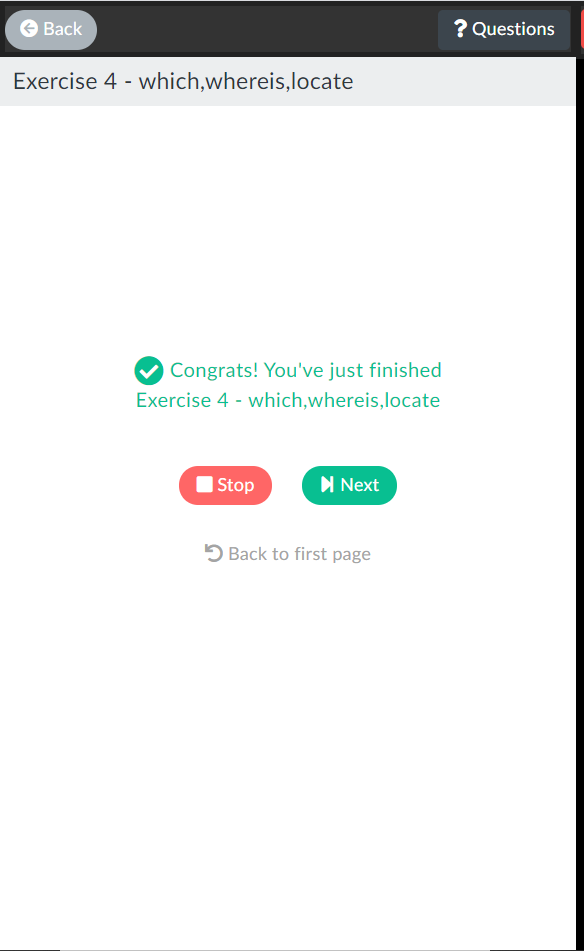 Back
Questions
Exercise 4 - which,whereis,locate
Congrats! You've just finished
Exercise 4 - which,whereis,locate
Stop
Next
Back to first page